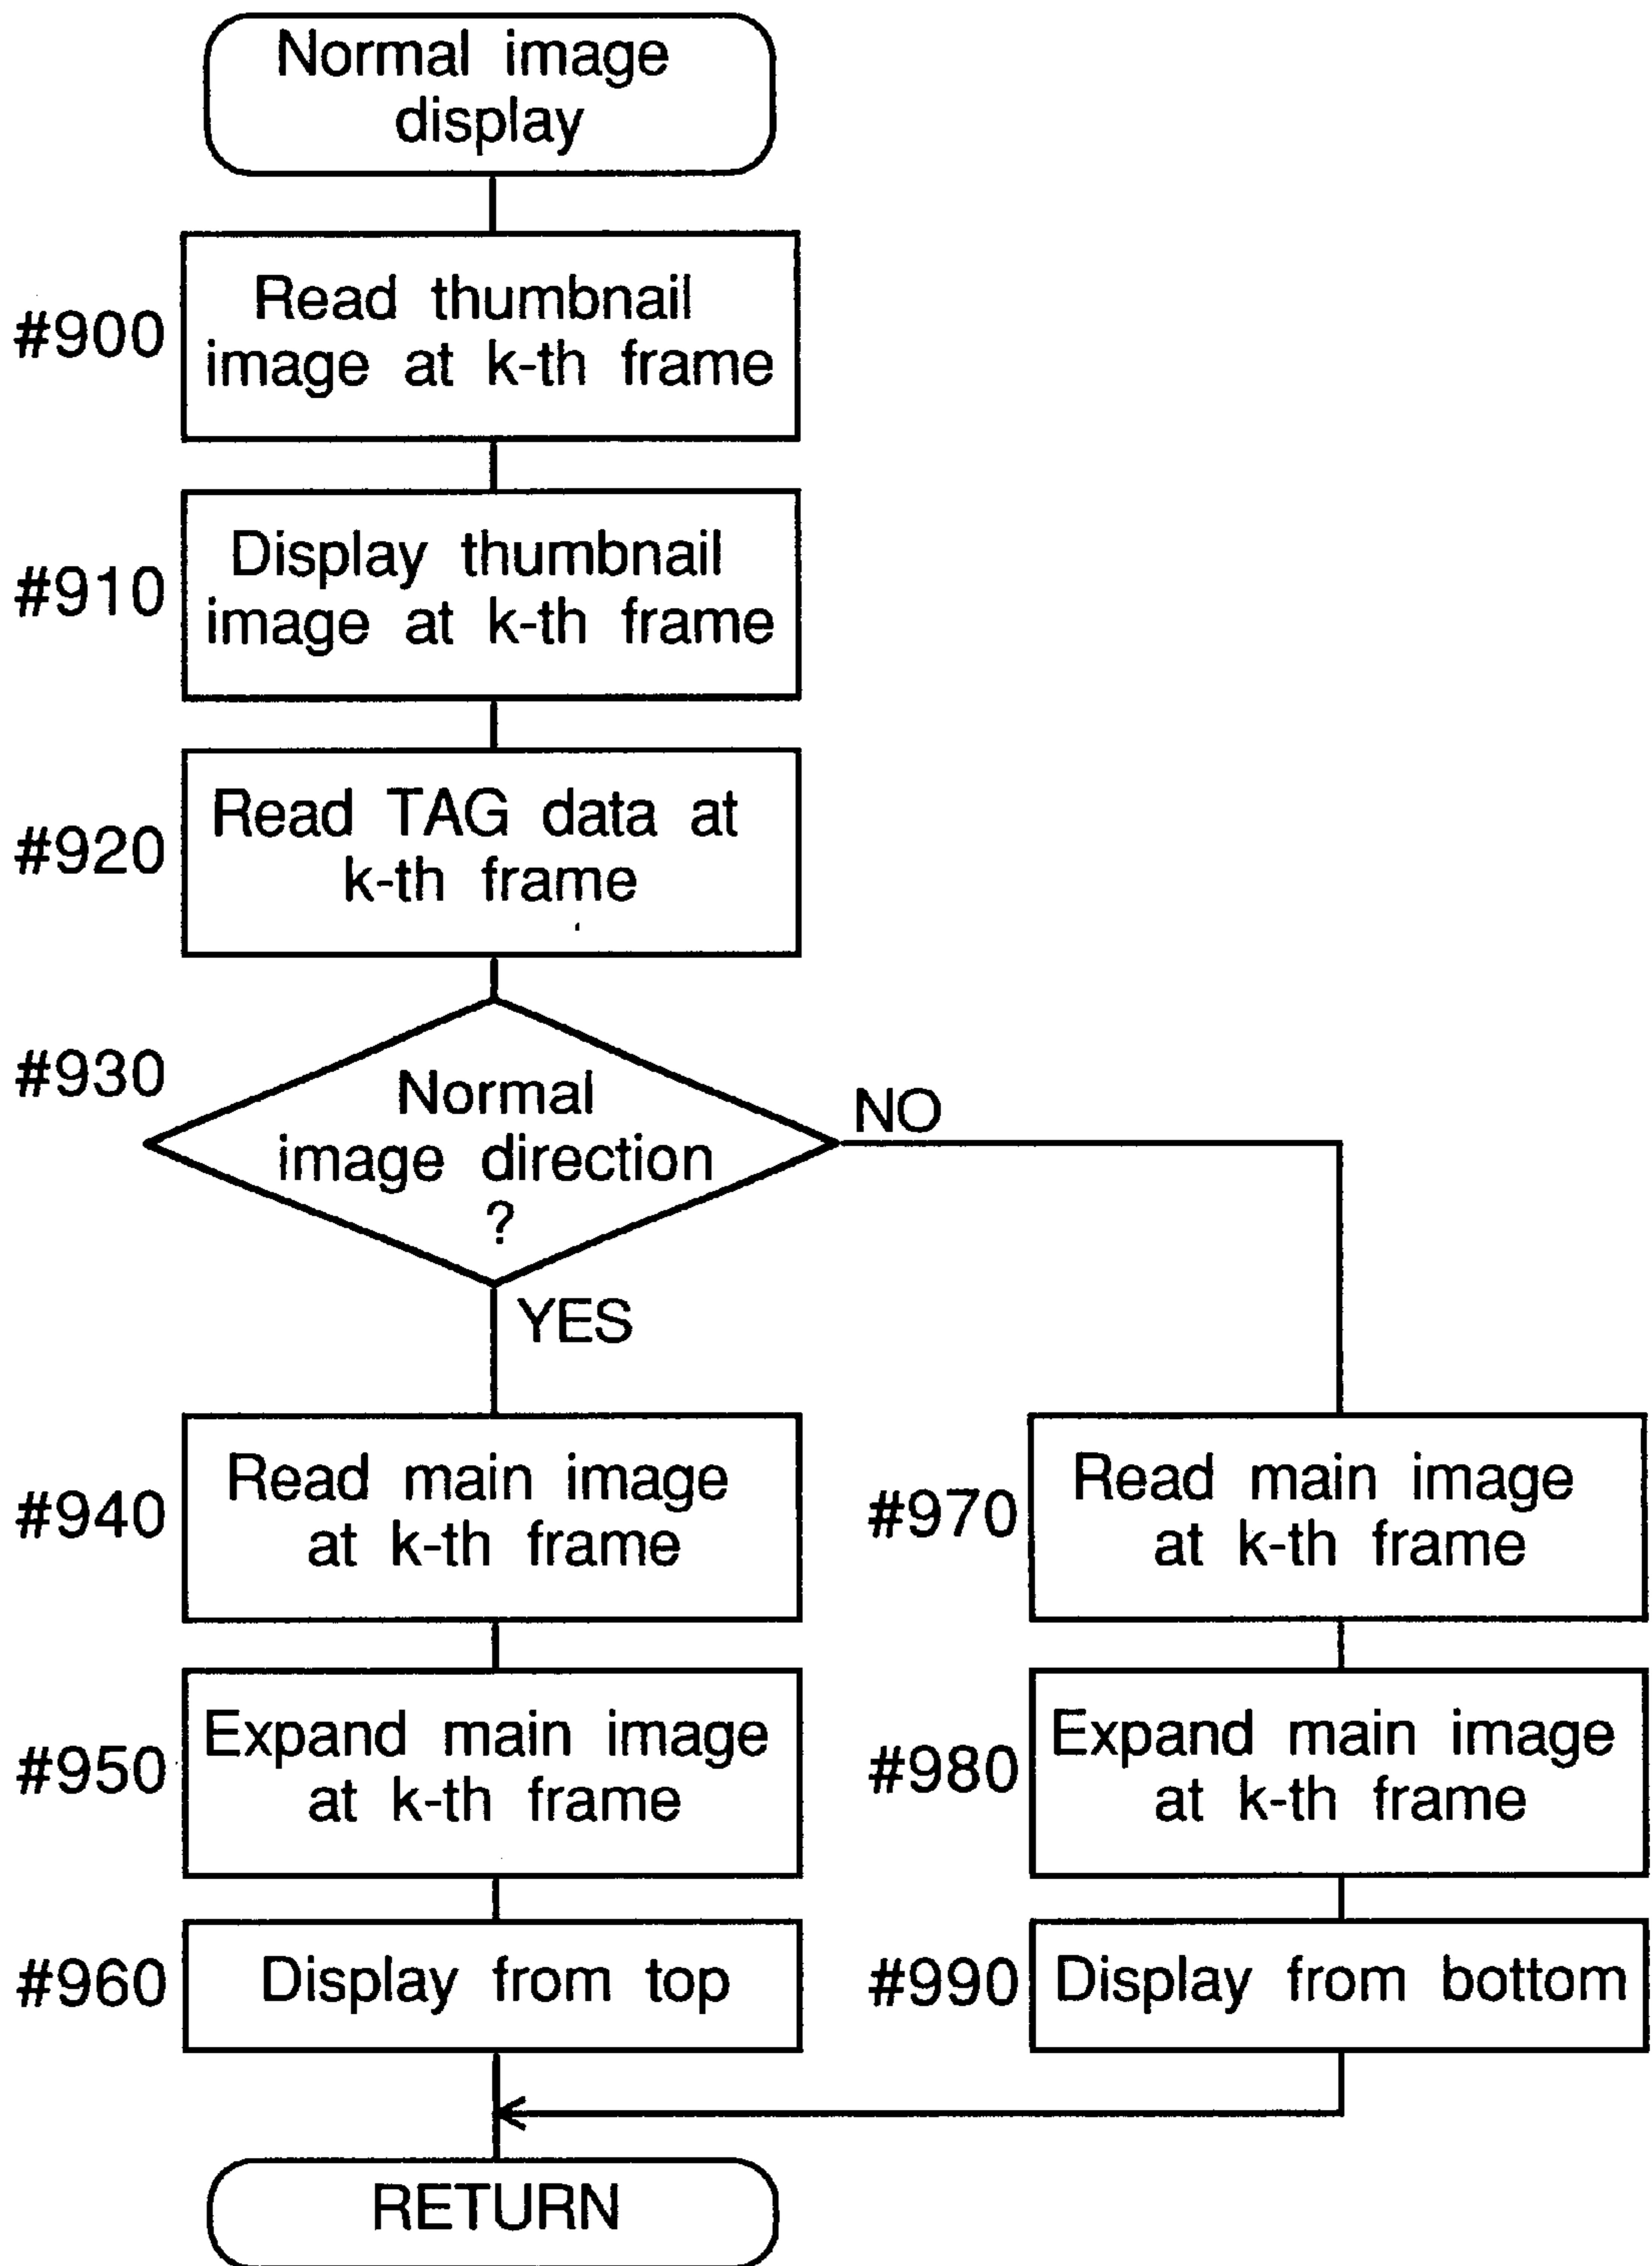 Normal image
display
#900
Read thumbnail
image at k-th frame
#910
Display thumbnail
image at k-th frame
#920
Read TAG data at
k-th frame
#930
Normal
image direction
?
NO
YES
#940
Read main image
at k-th frame
#950
Expand main image
at k-th frame
#960
Display from top
#970
Read main image
at k-th frame
#980
Expand main image
at k-th frame
#990
Display from bottom
RETURN